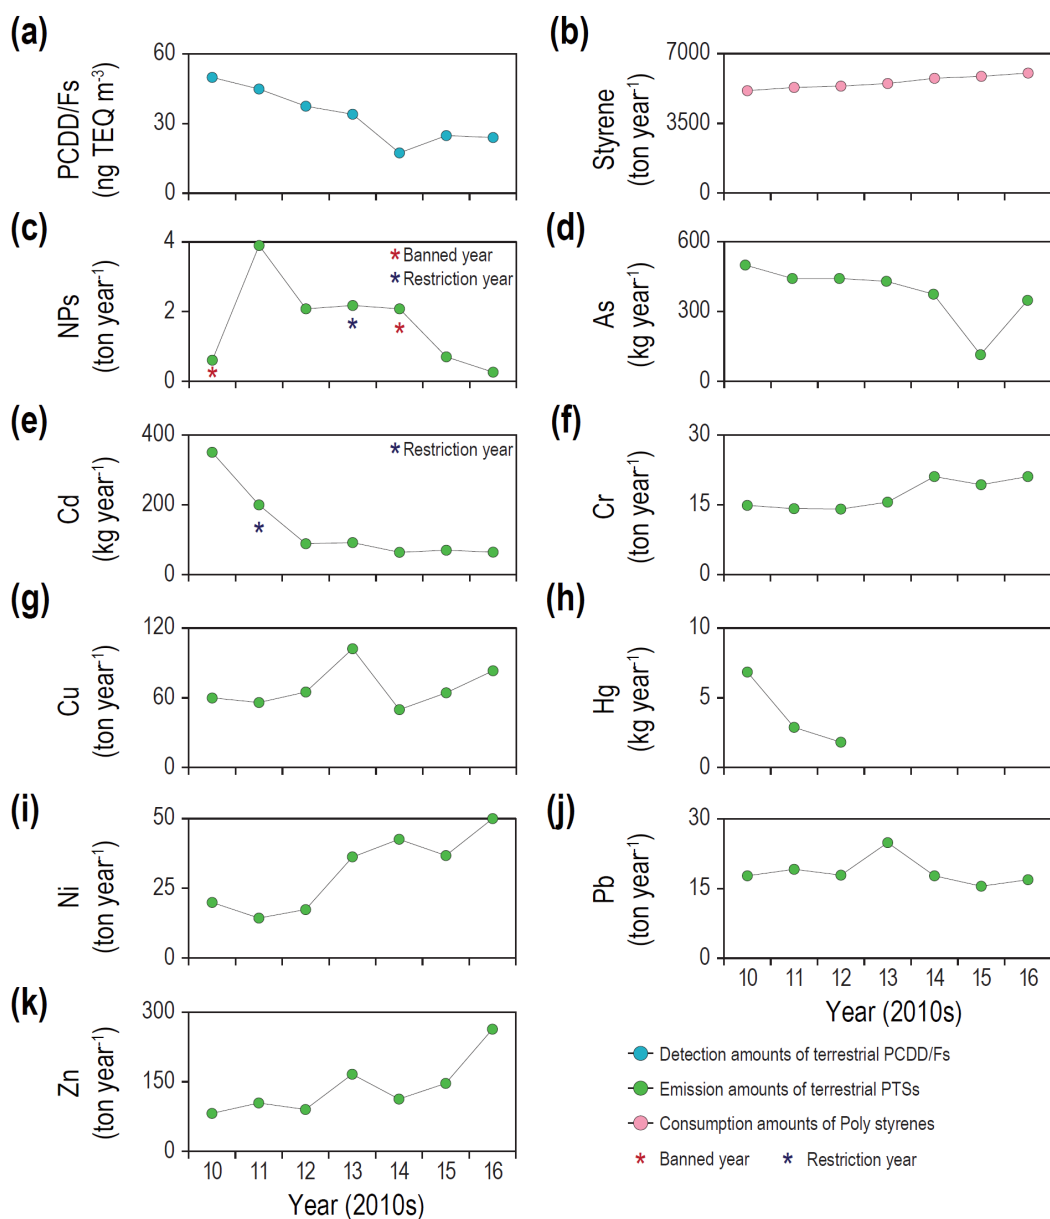 (a)
60
30
0
PCDD/Fs
(ng TEQ m⁻³)
(b)
7000
3500
0
Styrene
(ton year⁻¹)
(c)
4
2
0
NPs
(ton year⁻¹)
* Banned year
* Restriction year
*
*
*
(d)
600
300
0
As
(kg year⁻¹)
(e)
400
200
0
Cd
(kg year⁻¹)
* Restriction year
*
(f)
30
15
0
Cr
(ton year⁻¹)
(g)
120
60
0
Cu
(ton year⁻¹)
(h)
10
5
0
Hg
(kg year⁻¹)
(i)
50
25
0
Ni
(ton year⁻¹)
(j)
30
15
0
Pb
(ton year⁻¹)
10 11 12 13 14 15 16
Year (2010s)
(k)
300
150
0
Zn
(ton year⁻¹)
10 11 12 13 14 15 16
Year (2010s)
Detection amounts of terrestrial PCDD/Fs
Emission amounts of terrestrial PTSs
Consumption amounts of Poly styrenes
* Banned year * Restriction year